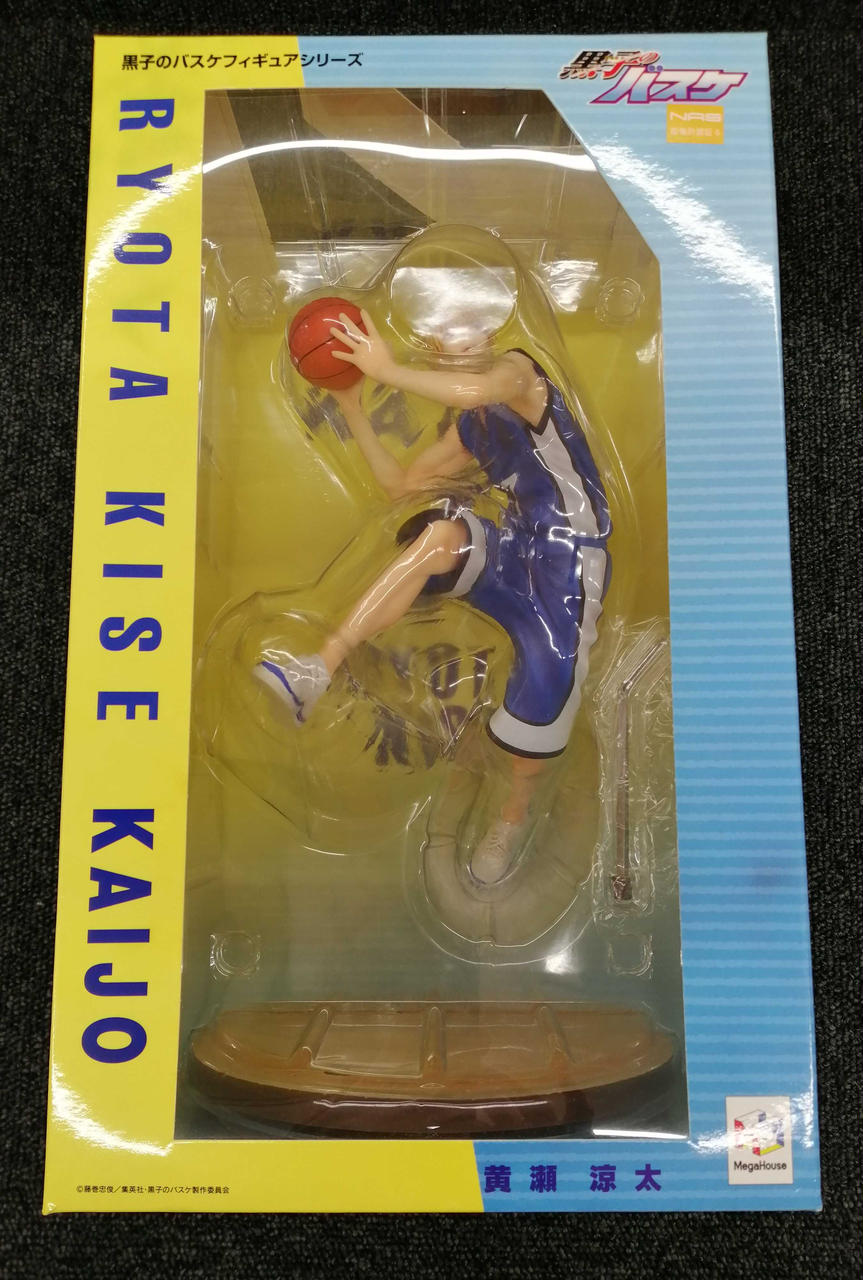 黒子のバスケフィギュアシリーズ
黒子の
バスケ
NAS
RYOTA KISE KAIJO
RYOT
MegaHouse
黄瀬 涼太
©藤巻忠俊/集英社・黒子のバスケ製作委員会